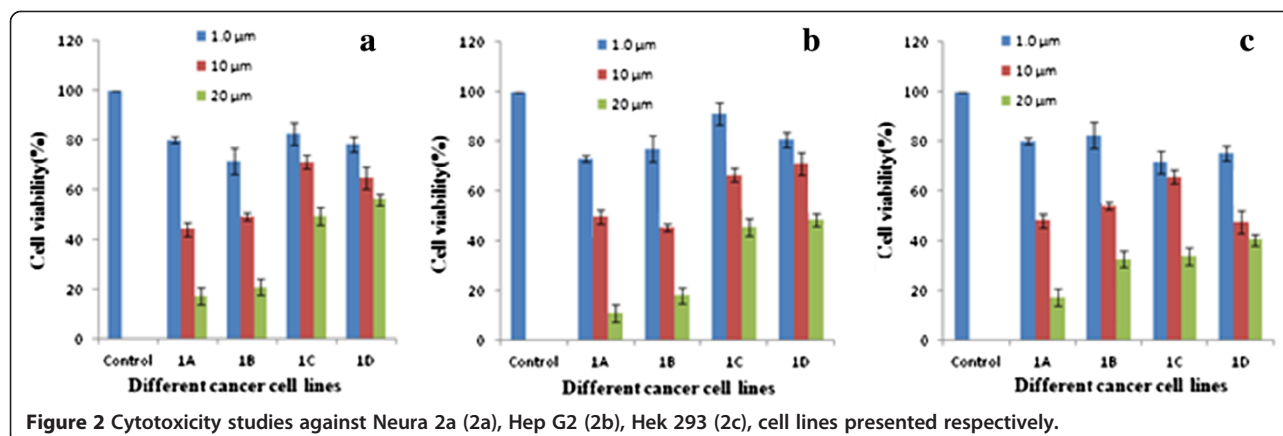 a
120
100
80
60
40
20
0
Cell viability(%)
1.0 µm
10 µm
20 µm
Control 1A 1B 1C 1D
Different cancer cell lines
b
120
100
80
60
40
20
0
Cell viability(%)
1.0 µm
10 µm
20 µm
Control 1A 1B 1C 1D
Different cancer cell lines
c
120
100
80
60
40
20
0
Cell viability(%)
1.0 µm
10 µm
20 µm
Control 1A 1B 1C 1D
Different cancer cell lines
Figure 2 Cytotoxicity studies against Neura 2a (2a), Hep G2 (2b), Hek 293 (2c), cell lines presented respectively.